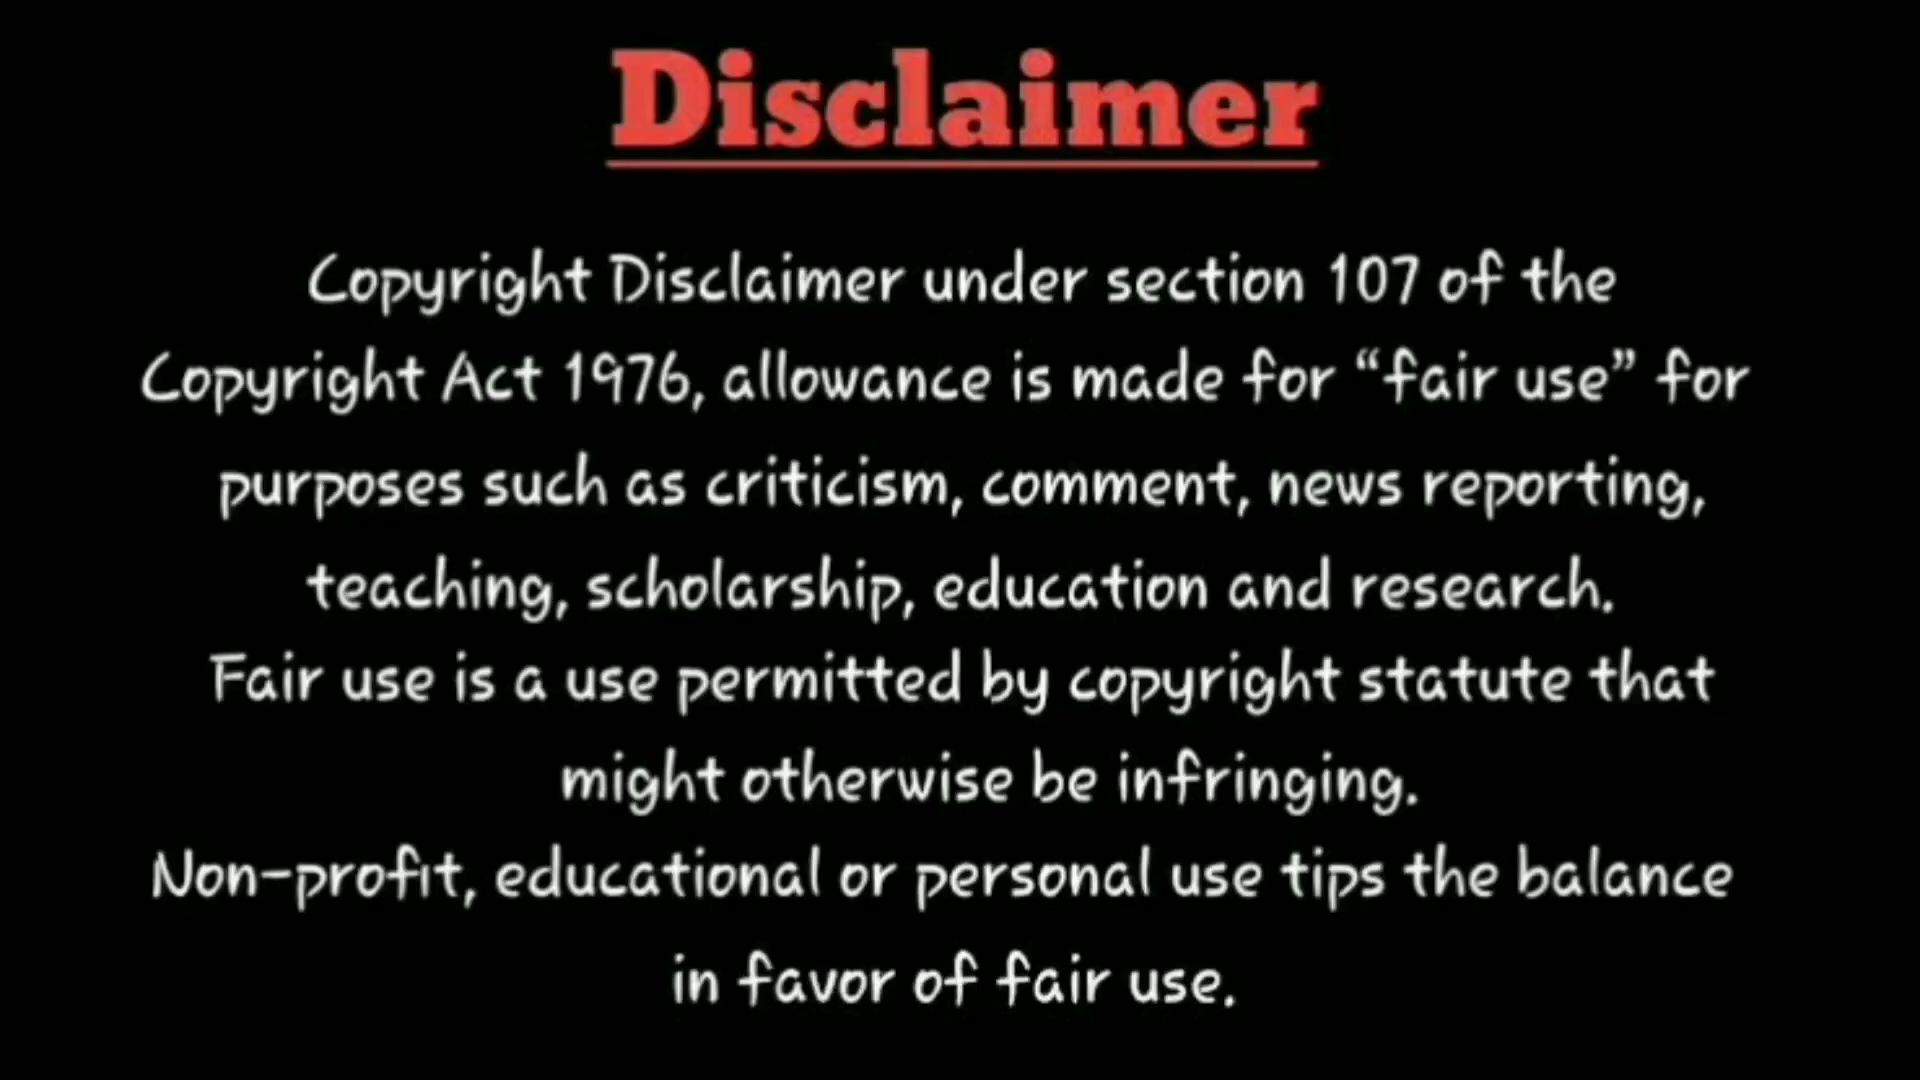 Disclaimer
Copyright Disclaimer under section 107 of the
Copyright Act 1976, allowance is made for “fair use” for
purposes such as criticism, comment, news reporting,
teaching, scholarship, education and research.
Fair use is a use permitted by copyright statute that
might otherwise be infringing.
Non-profit, educational or personal use tips the balance
in favor of fair use.